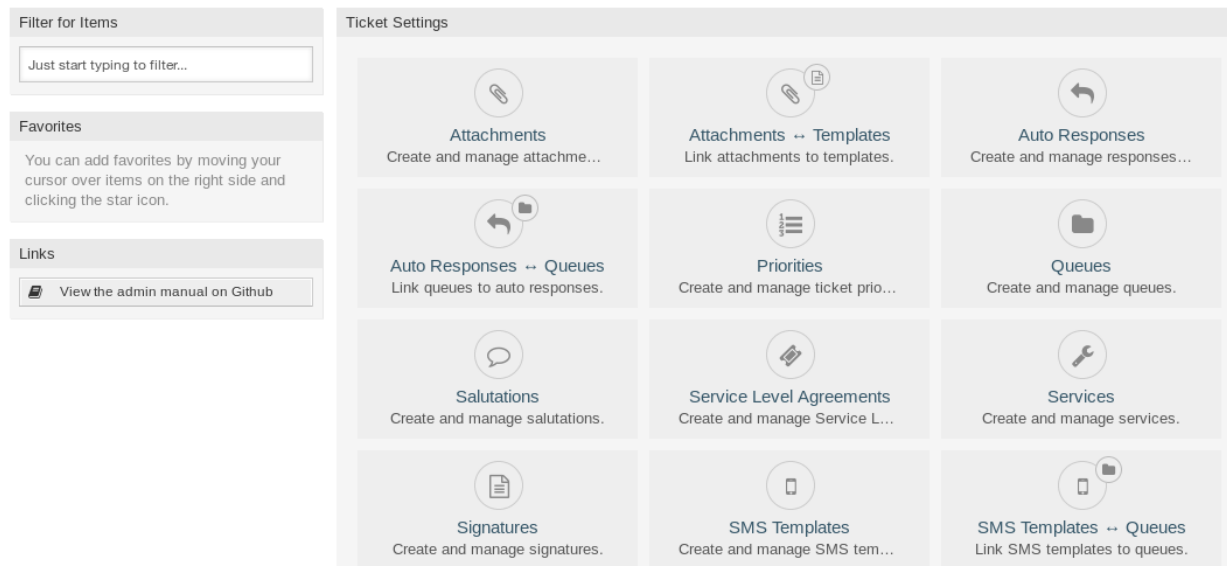 Filter for Items
Just start typing to filter...
Favorites
You can add favorites by moving your
cursor over items on the right side and
clicking the star icon.
Links
View the admin manual on Github
Ticket Settings
Attachments
Create and manage attachme…
Attachments ↔ Templates
Link attachments to templates.
Auto Responses
Create and manage responses…
Auto Responses ↔ Queues
Link queues to auto responses.
Priorities
Create and manage ticket prio…
Queues
Create and manage queues.
Salutations
Create and manage salutations.
Service Level Agreements
Create and manage Service L…
Services
Create and manage services.
Signatures
Create and manage signatures.
SMS Templates
Create and manage SMS tem…
SMS Templates ↔ Queues
Link SMS templates to queues.